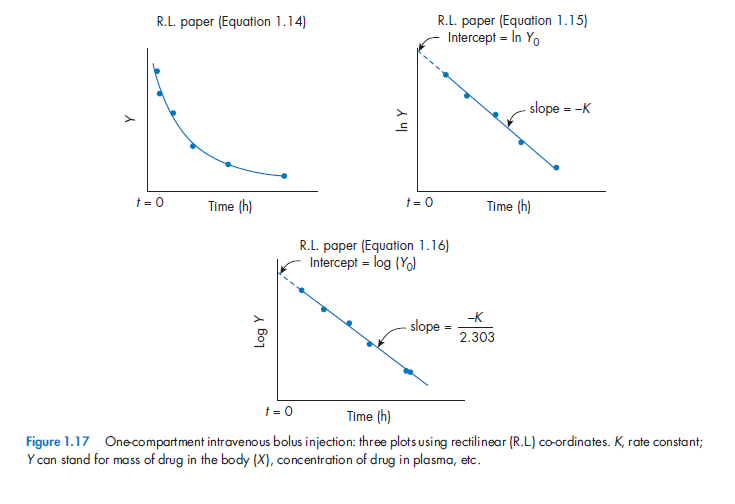 R.L. paper (Equation 1.14)
Y
t = 0
Time (h)
R.L. paper (Equation 1.15)
Intercept = ln Y0
ln Y
slope = –K
t = 0
Time (h)
R.L. paper (Equation 1.16)
Intercept = log (Y0)
Log Y
slope = –K
2.303
t = 0
Time (h)
Figure 1.17 One-compartment intravenous bolus injection: three plots using rectilinear (R.L.) co-ordinates. K, rate constant;
Y can stand for mass of drug in the body (X), concentration of drug in plasma, etc.